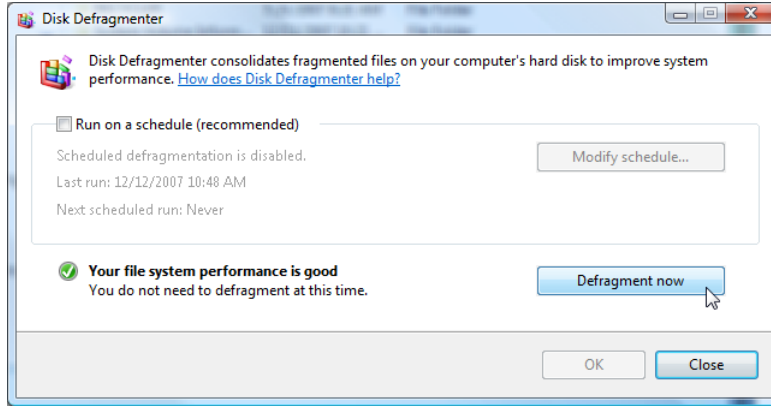 Disk Defragmenter
Disk Defragmenter consolidates fragmented files on your computer's hard disk to improve system
performance. How does Disk Defragmenter help?
Run on a schedule (recommended)
Scheduled defragmentation is disabled.
Modify schedule...
Last run: 12/12/2007 10:48 AM
Next scheduled run: Never
Your file system performance is good
You do not need to defragment at this time.
Defragment now
OK
Close